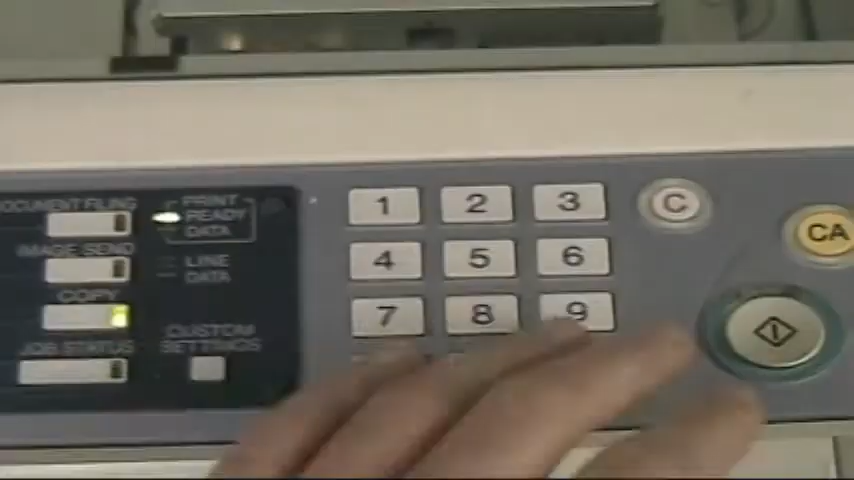 DOCUMENT FILING
IMAGE SEND
COPY
JOB STATUS
PRINT
READY
DATA
LINE
DATA
CUSTOM
SETTINGS
1 2 3
4 5 6
7 8 9
C
CA